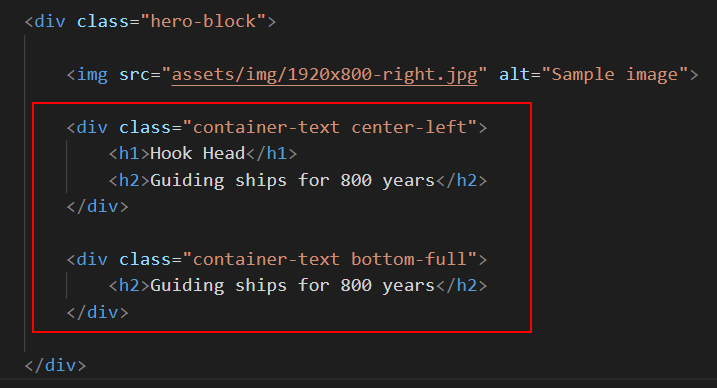 <div class="hero-block">
<img src="assets/img/1920x800-right.jpg" alt="Sample image">
<div class="container-text center-left">
<h1>Hook Head</h1>
<h2>Guiding ships for 800 years</h2>
</div>
<div class="container-text bottom-full">
<h2>Guiding ships for 800 years</h2>
</div>
</div>